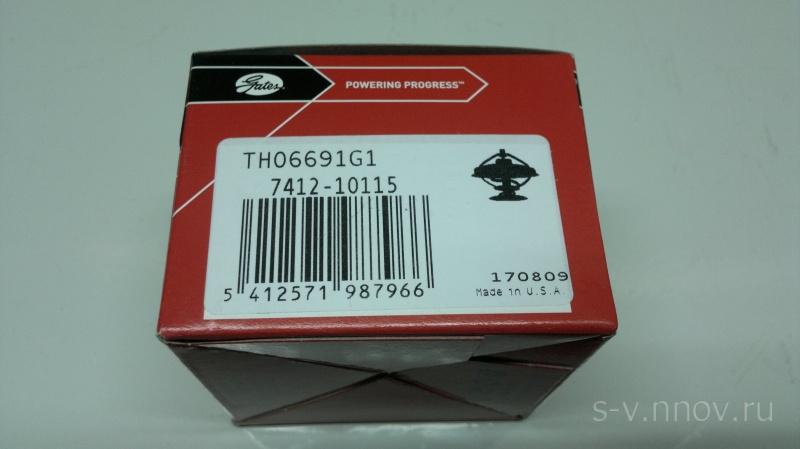 Gates
POWERING PROGRESS™
TH06691G1
7412-10115
5 412571 987966
170809
Made in U.S.A.
s-v.nnov.ru